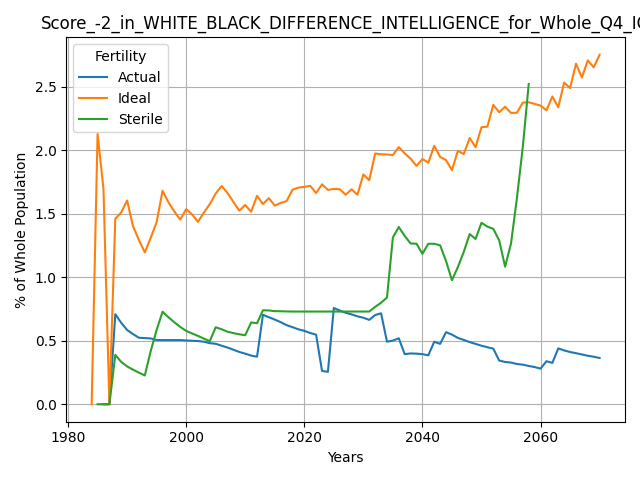 Score_-2_in_WHITE_BLACK_DIFFERENCE_INTELLIGENCE_for_Whole_Q4_IC
Fertility
Actual
Ideal
Sterile
% of Whole Population
2.5
2.0
1.5
1.0
0.5
0.0
1980 2000 2020 2040 2060
Years